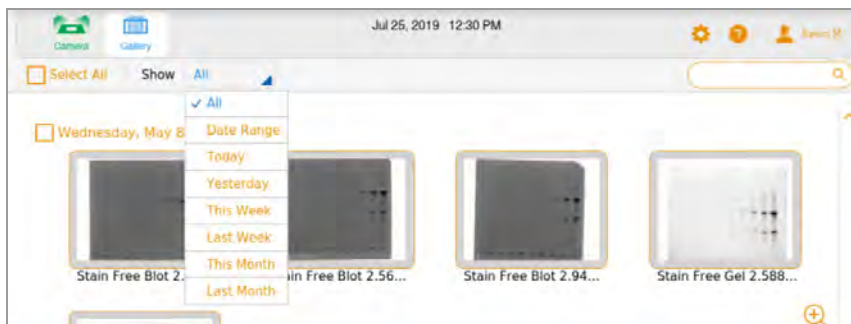 Jul 25, 2019 12:30 PM
Camera
Gallery
Select All
Show
All
All
Date Range
Today
Yesterday
This Week
Last Week
This Month
Last Month
Wednesday, May 8
Stain Free Blot 2.
in Free Blot 2.56...
Stain Free Blot 2.94...
Stain Free Gel 2.588...